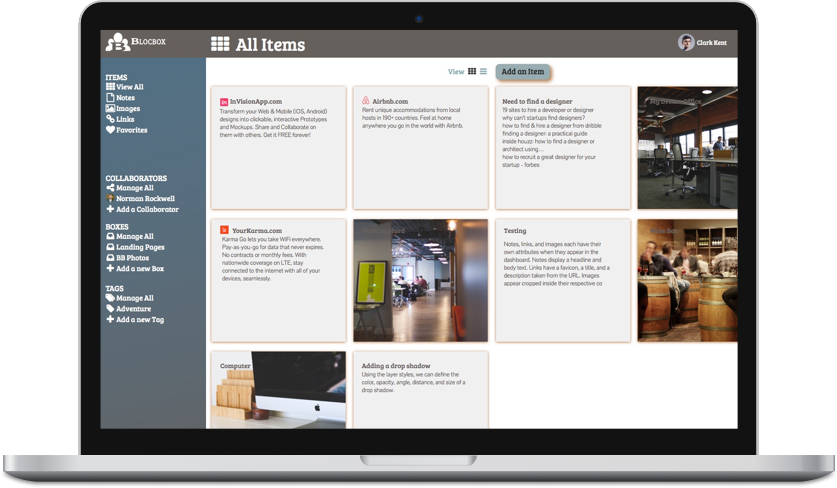 BLOCBOX
All Items
Clark Kent
View
Add an Item
ITEMS
View All
Notes
Images
Links
Favorites
COLLABORATORS
Manage All
Norman Rockwell
Add a Collaborator
BOXES
Manage All
Landing Pages
BB Photos
Add a new Box
TAGS
Manage All
Adventure
Add a new Tag
in InVisionApp.com
Transform your Web & Mobile (iOS, Android)
designs into clickable, interactive Prototypes
and Mockups. Share and Collaborate on
them with others. Get it FREE forever!
Airbnb.com
Rent unique accommodations from local
hosts in 190+ countries. Feel at home
anywhere you go in the world with Airbnb.
Need to find a designer
19 sites to hire a developer or designer
why can't startups find designers?
how to find & hire a designer from dribble
finding a designer- a practical guide
inside houzz: how to find a designer or
architect using...
how to recruit a great designer for your
startup - forbes
My Dream Office
YourKarma.com
Karma Go lets you take WiFi everywhere.
Pay-as-you-go for data that never expires.
No contracts or monthly fees. With
nationwide coverage on LTE, stay
connected to the internet with all of your
devices, seamlessly.
Testing
Notes, links, and images each have their
own attributes when they appear in the
dashboard. Notes display a headline and
body text. Links have a favicon, a title, and a
description taken from the URL. Images
appear cropped inside their respective co
Computer
Adding a drop shadow
Using the layer styles, we can define the
color, opacity, angle, distance, and size of a
drop shadow.